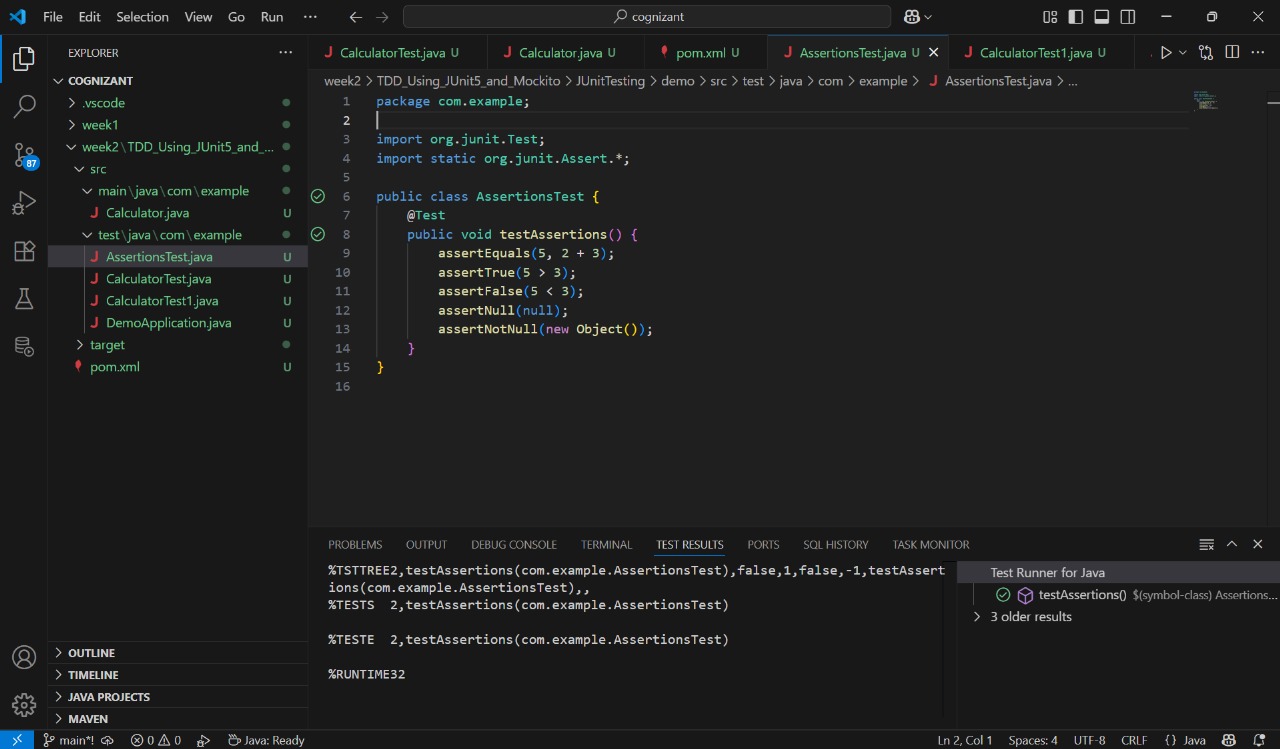 File Edit Selection View Go Run ··· cognizant
EXPLORER ···
COGNIZANT
.vscode
week1
week2\TDD_Using_JUnit5_and_...
src
main\java\com\example
Calculator.java U
test\java\com\example
AssertionsTest.java U
CalculatorTest.java U
CalculatorTest1.java U
DemoApplication.java U
target
pom.xml U
OUTLINE
TIMELINE
JAVA PROJECTS
MAVEN
87
J CalculatorTest.java U J Calculator.java U pom.xml U J AssertionsTest.java U J CalculatorTest1.java U
week2 > TDD_Using_JUnit5_and_Mockito > JUnitTesting > demo > src > test > java > com > example > J AssertionsTest.java > ...
1 package com.example;
2
3 import org.junit.Test;
4 import static org.junit.Assert.*;
5
6 public class AssertionsTest {
7 @Test
8 public void testAssertions() {
9 assertEquals(5, 2 + 3);
10 assertTrue(5 > 3);
11 assertFalse(5 < 3);
12 assertNull(null);
13 assertNotNull(new Object());
14 }
15 }
16
PROBLEMS OUTPUT DEBUG CONSOLE TERMINAL TEST RESULTS PORTS SQL HISTORY TASK MONITOR
%TSTTREE2,testAssertions(com.example.AssertionsTest),false,1,false,-1,testAssert
ions(com.example.AssertionsTest),,
%TESTS 2,testAssertions(com.example.AssertionsTest)
%TESTE 2,testAssertions(com.example.AssertionsTest)
%RUNTIME32
Test Runner for Java
testAssertions() $(symbol-class) Assertions...
3 older results
main*! 0 0 Java: Ready Ln 2, Col 1 Spaces: 4 UTF-8 CRLF {} Java